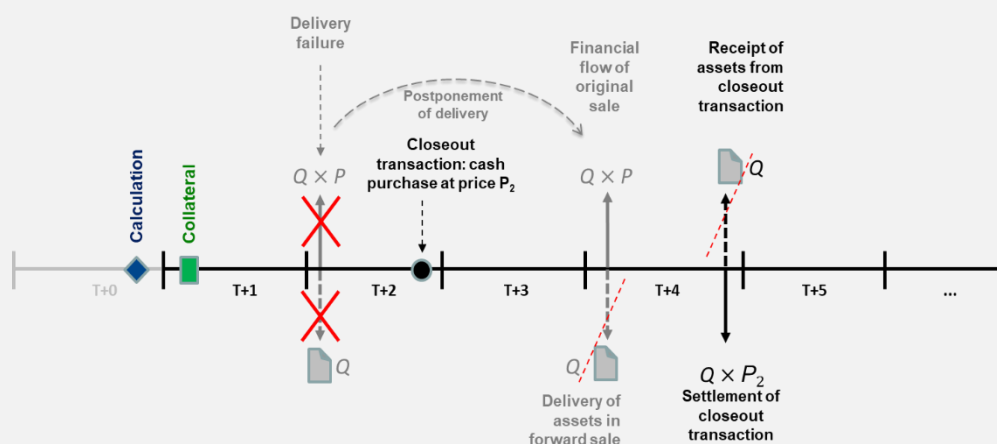 Delivery
failure
Financial
flow of
original
sale
Receipt of
assets from
closeout
transaction
Postponement
of delivery
Closeout
transaction: cash
purchase at price P₂
Calculation
Collateral
Q × P
Q × P
Q
T+0
T+1
T+2
T+3
T+4
T+5
...
Q
Q
Q × P₂
Delivery of
assets in
forward sale
Settlement of
closeout
transaction